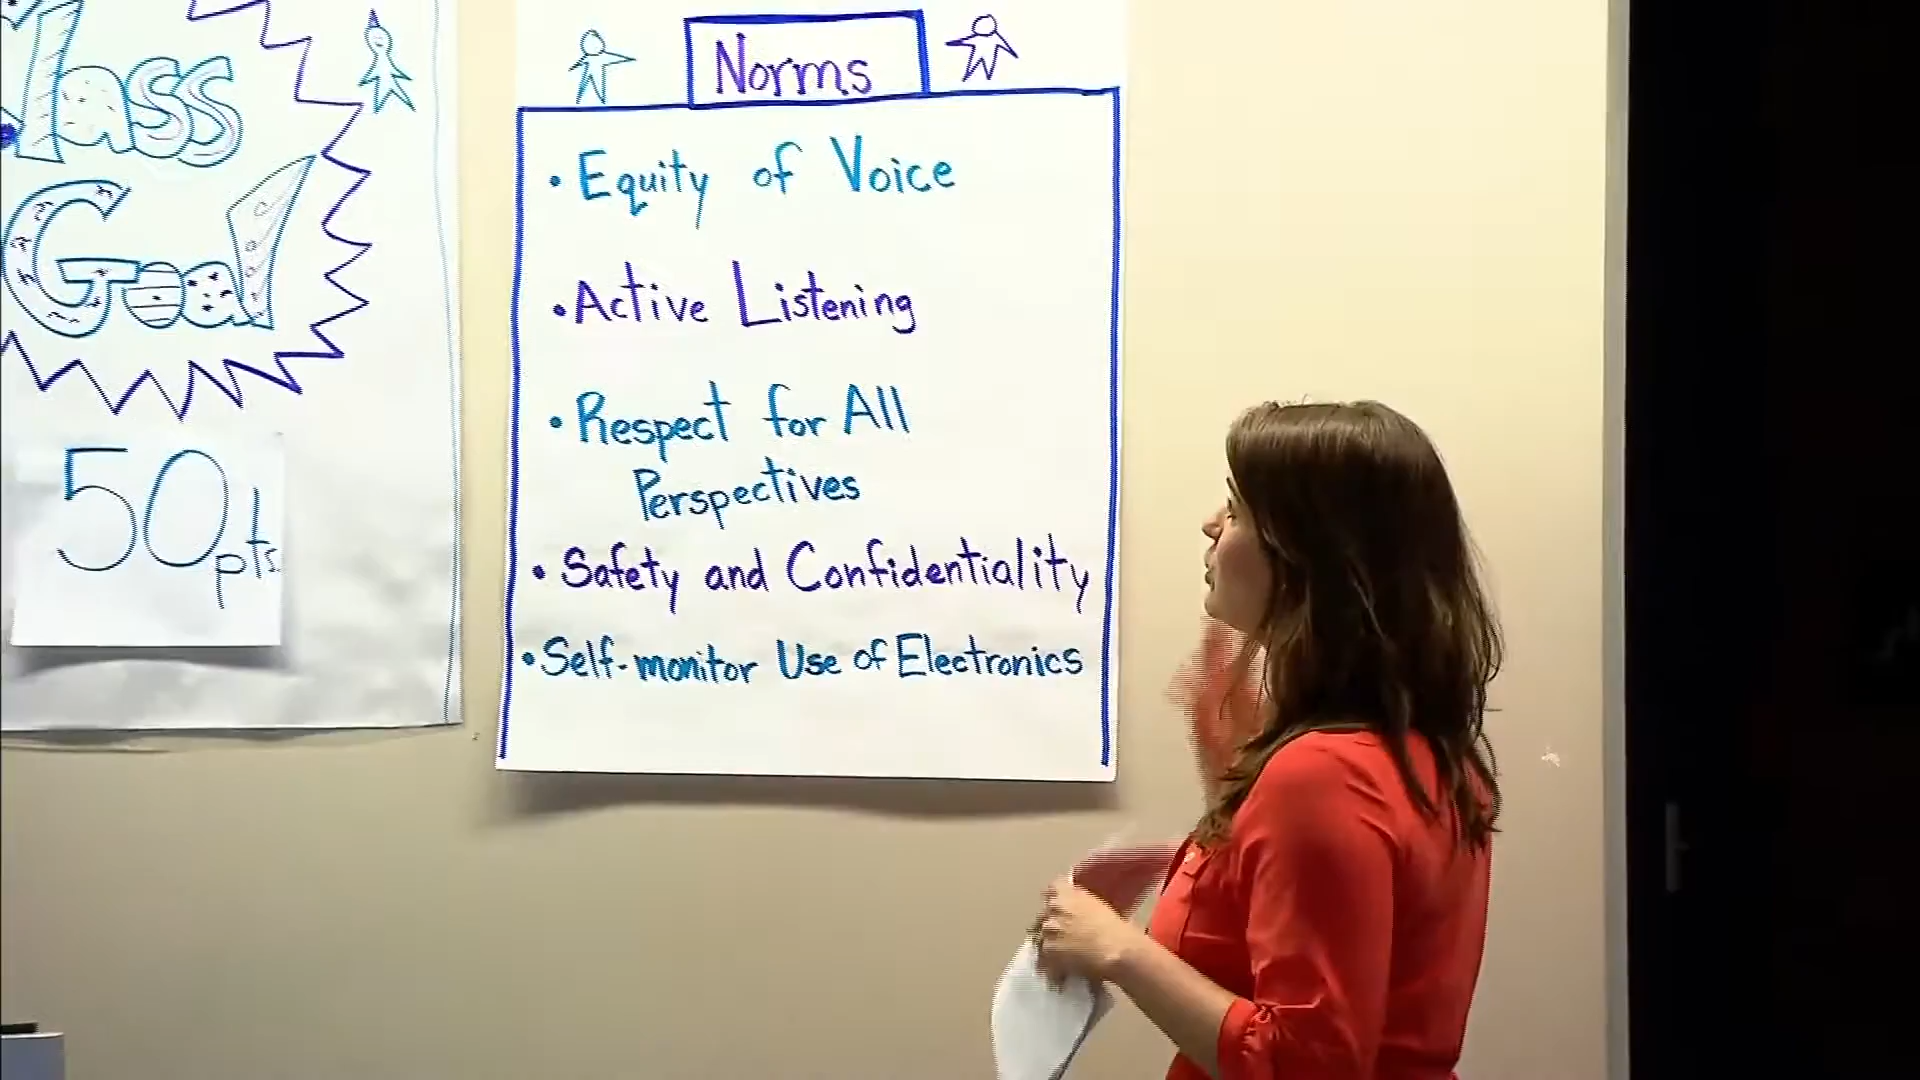 lass
Goal
50 pts.
Norms
• Equity of Voice
• Active Listening
• Respect for All
Perspectives
• Safety and Confidentiality
• Self-monitor Use of Electronics